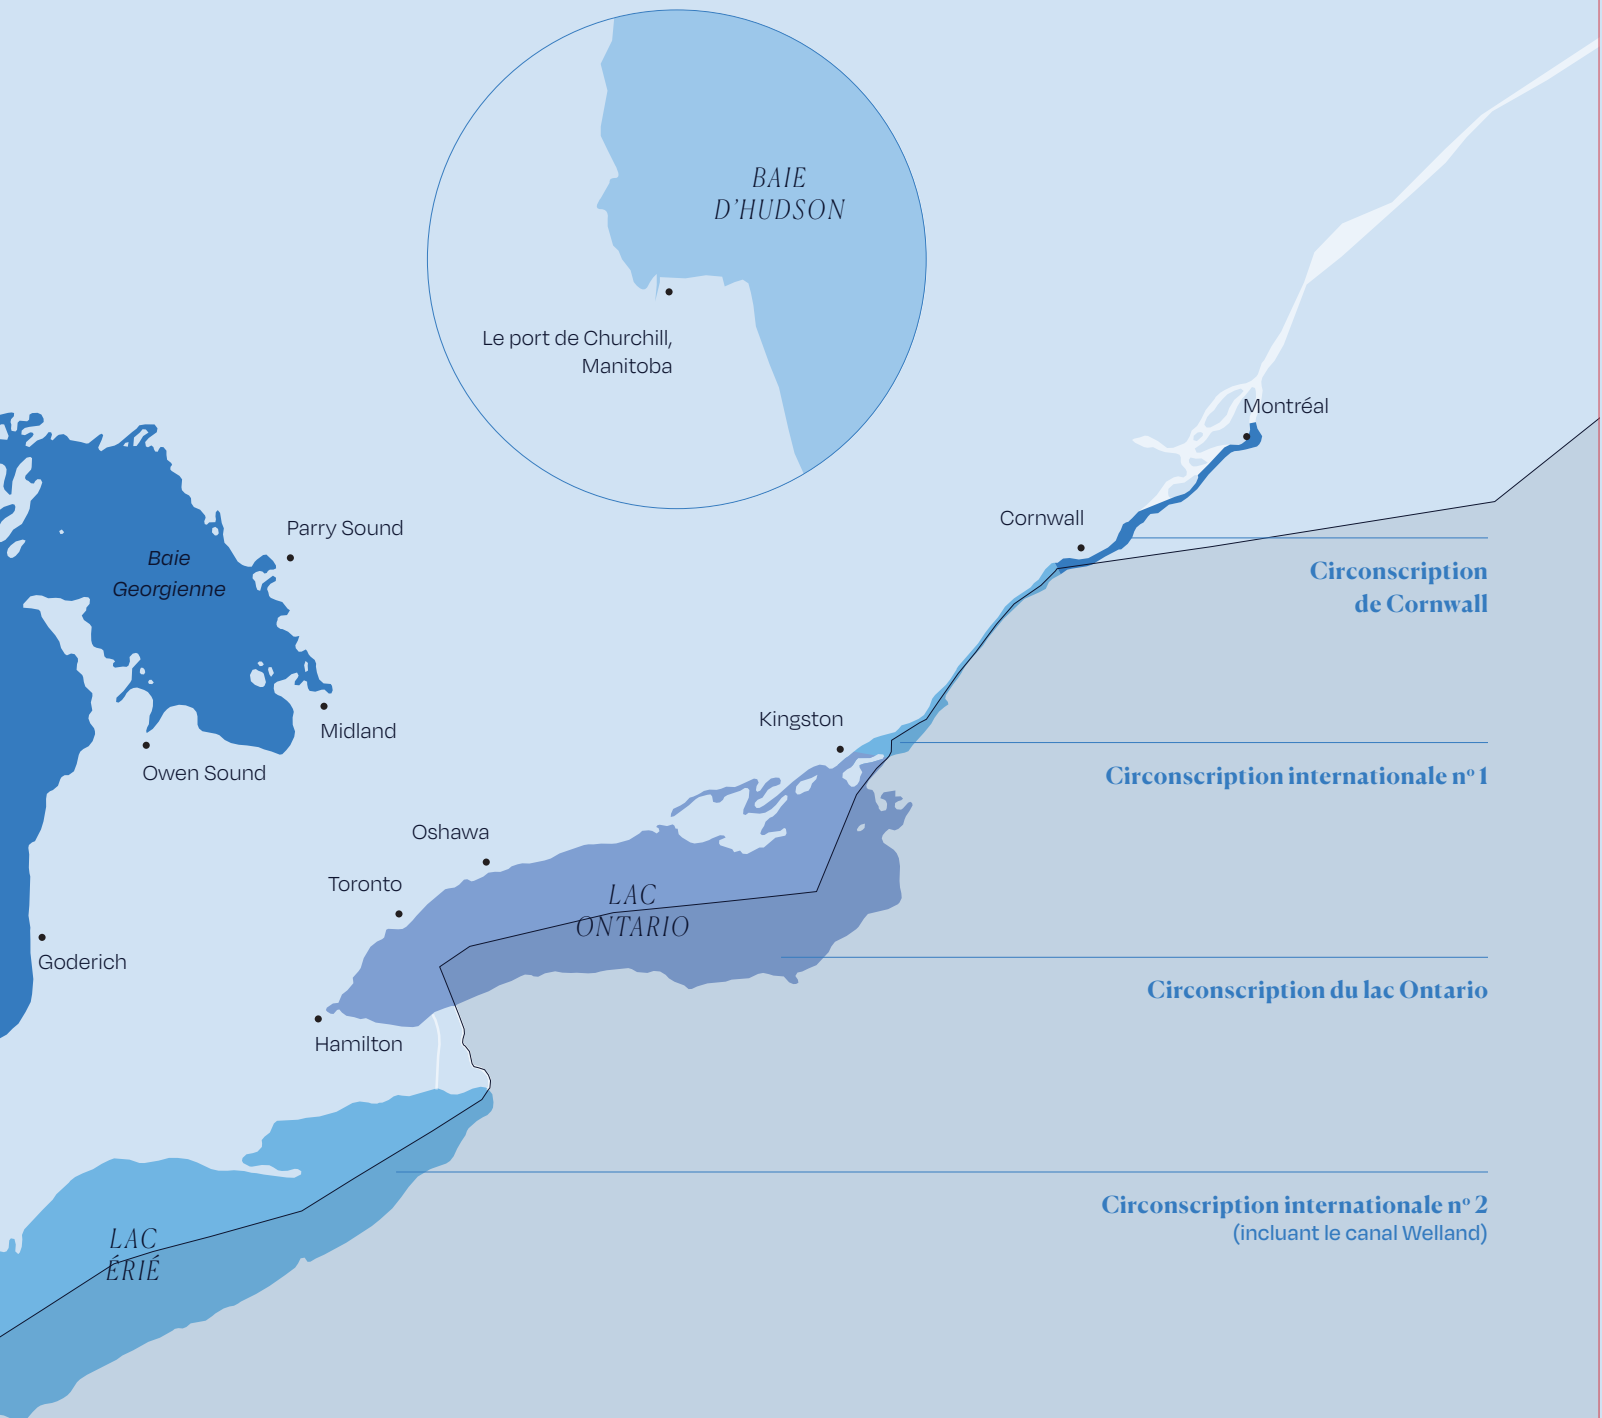 BAIE
D’HUDSON
Le port de Churchill,
Manitoba
Montréal
Cornwall
Parry Sound
Baie
Georgienne
Circonscription
de Cornwall
Midland
Kingston
Owen Sound
Circonscription internationale nº 1
Oshawa
Toronto
LAC
ONTARIO
Goderich
Circonscription du lac Ontario
Hamilton
Circonscription internationale nº 2
(incluant le canal Welland)
LAC
ÉRIÉ